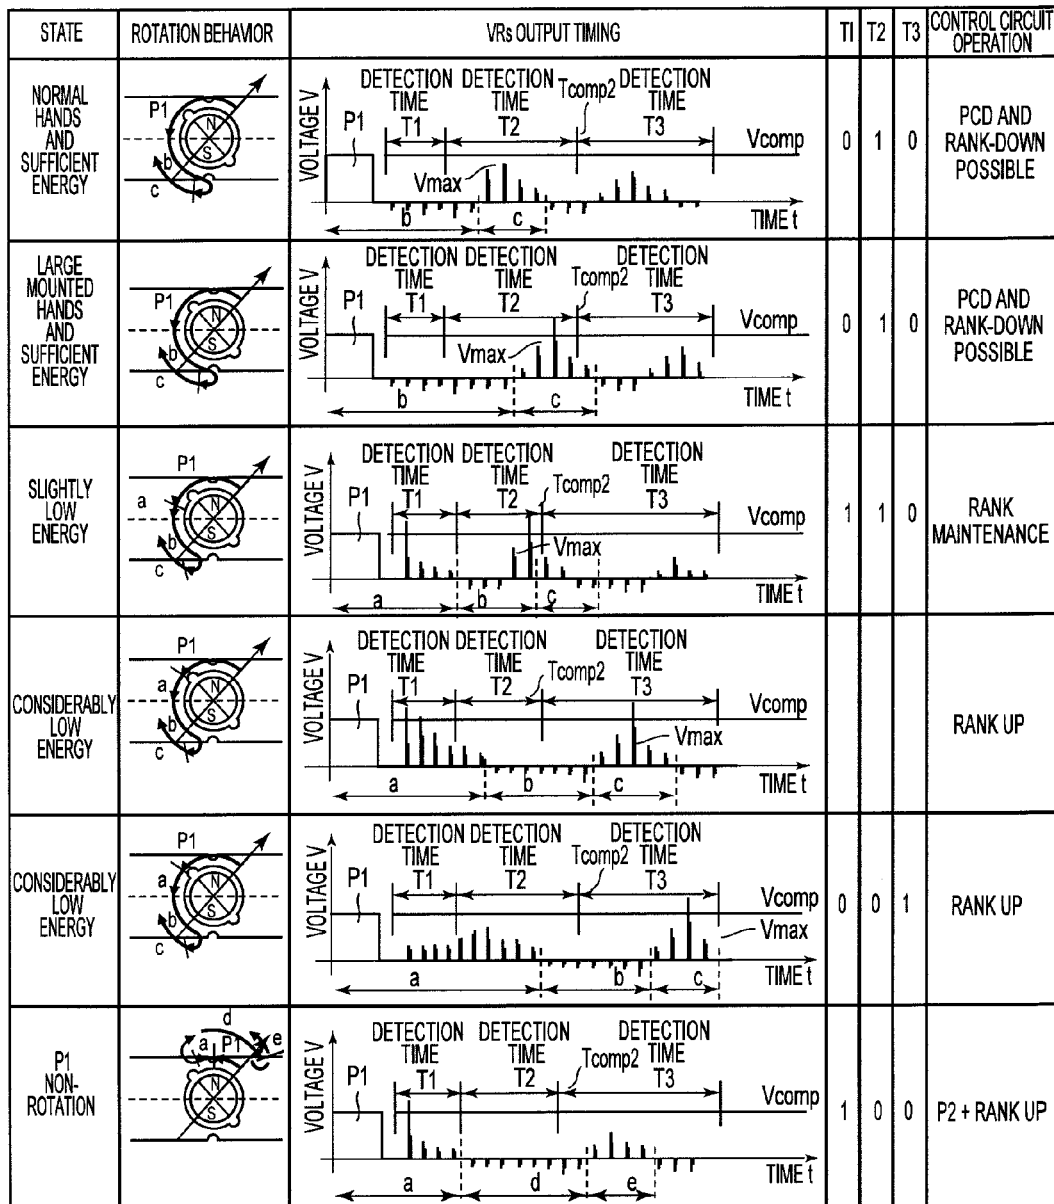 STATE ROTATION BEHAVIOR VRs OUTPUT TIMING T1 T2 T3 CONTROL CIRCUIT OPERATION
NORMAL
HANDS
AND
SUFFICIENT
ENERGY
P1
N
S
b
c
VOLTAGE V
P1
DETECTION TIME T1
DETECTION TIME T2
Tcomp2
DETECTION TIME T3
Vcomp
Vmax
b
c
TIME t
0 1 0
PCD AND
RANK-DOWN
POSSIBLE
LARGE
MOUNTED
HANDS
AND
SUFFICIENT
ENERGY
P1
N
S
b
c
VOLTAGE V
P1
DETECTION TIME T1
DETECTION TIME T2
Tcomp2
DETECTION TIME T3
Vcomp
Vmax
b
c
TIME t
0 1 0
PCD AND
RANK-DOWN
POSSIBLE
SLIGHTLY
LOW
ENERGY
P1
a
N
S
b
c
VOLTAGE V
P1
DETECTION TIME T1
DETECTION TIME T2
Tcomp2
DETECTION TIME T3
Vcomp
Vmax
a
b
c
TIME t
1 1 0
RANK
MAINTENANCE
CONSIDERABLY
LOW
ENERGY
P1
a
N
S
b
c
VOLTAGE V
P1
DETECTION TIME T1
DETECTION TIME T2
Tcomp2
DETECTION TIME T3
Vcomp
Vmax
a
b
c
TIME t
RANK UP
CONSIDERABLY
LOW
ENERGY
P1
a
N
S
b
c
VOLTAGE V
P1
DETECTION TIME T1
DETECTION TIME T2
Tcomp2
DETECTION TIME T3
Vcomp
Vmax
a
b
c
TIME t
0 0 1
RANK UP
P1
NON-
ROTATION
d
a
P1
e
N
S
VOLTAGE V
P1
DETECTION TIME T1
DETECTION TIME T2
Tcomp2
DETECTION TIME T3
Vcomp
a
d
e
TIME t
1 0 0
P2 + RANK UP